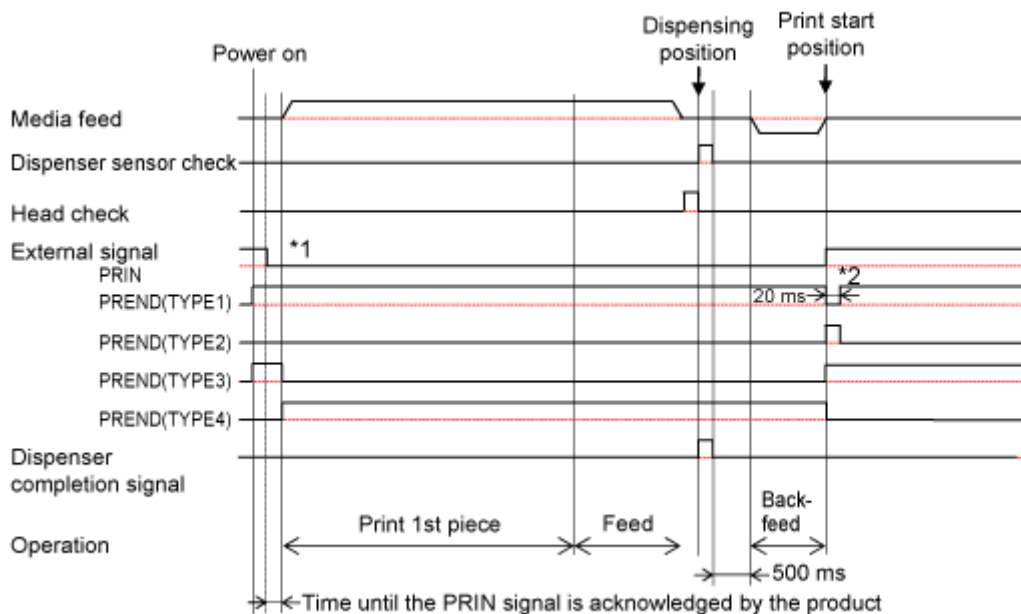 Dispensing position
Print start position
Power on
Media feed
Dispenser sensor check
Head check
External signal
*1
PRIN
*2
PREND(TYPE1)
20 ms
PREND(TYPE2)
PREND(TYPE3)
PREND(TYPE4)
Dispenser
completion signal
Print 1st piece
Feed
Back-
feed
Operation
500 ms
Time until the PRIN signal is acknowledged by the product